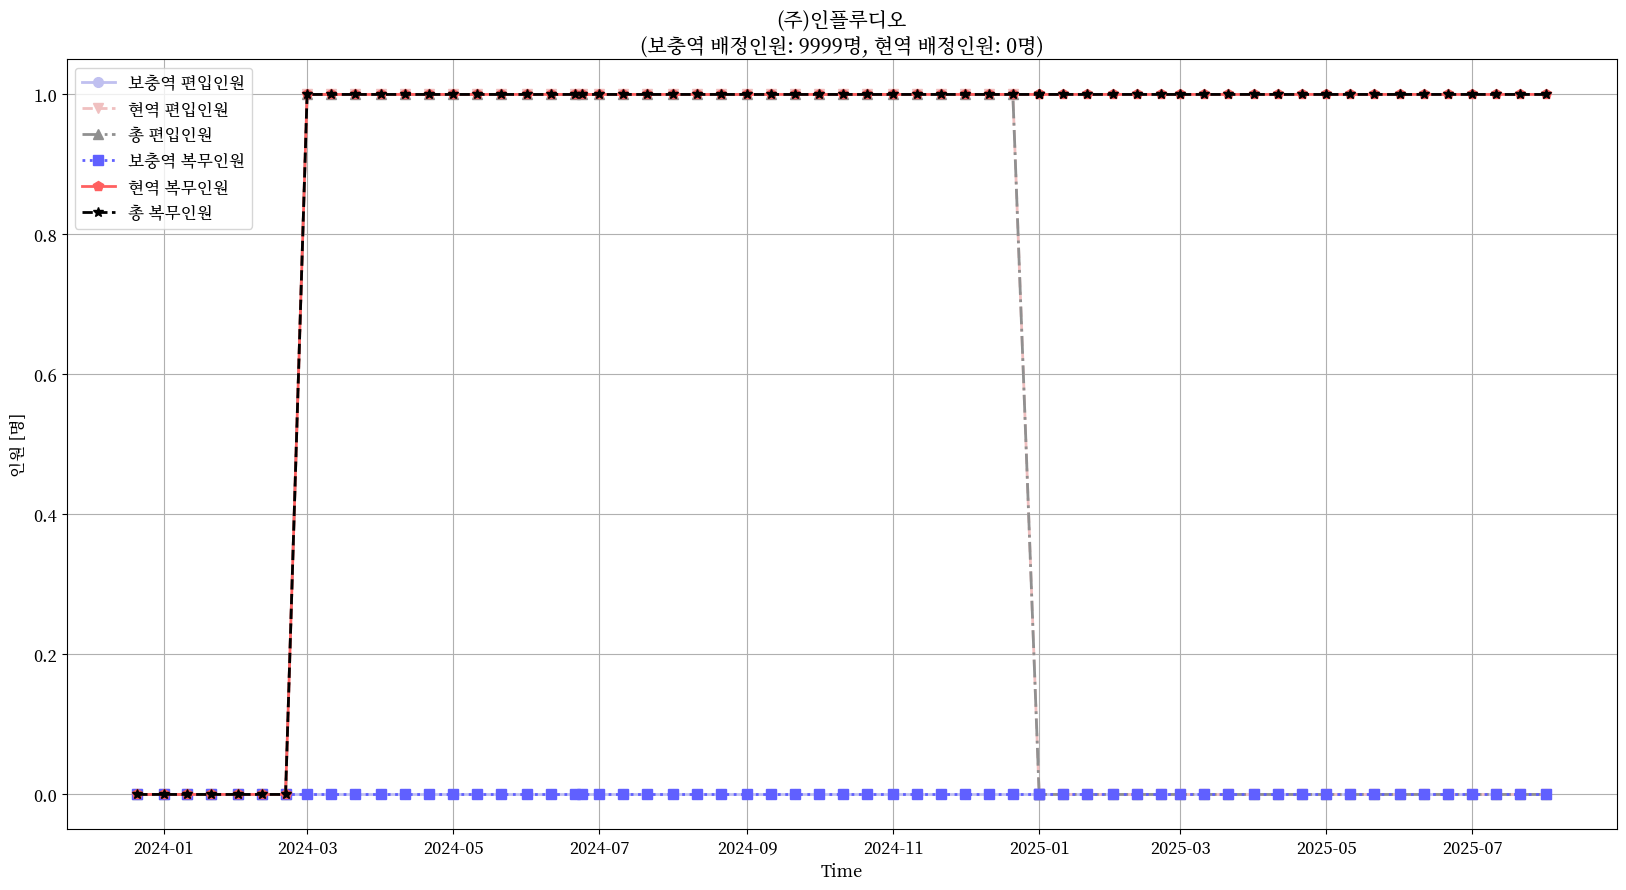 (주)인플루디오
(보충역 배정인원: 9999명, 현역 배정인원: 0명)
보충역 편입인원
현역 편입인원
총 편입인원
보충역 복무인원
현역 복무인원
총 복무인원
1.0
0.8
0.6
0.4
0.2
0.0
인원 [명]
2024-01
2024-03
2024-05
2024-07
2024-09
2024-11
2025-01
2025-03
2025-05
2025-07
Time